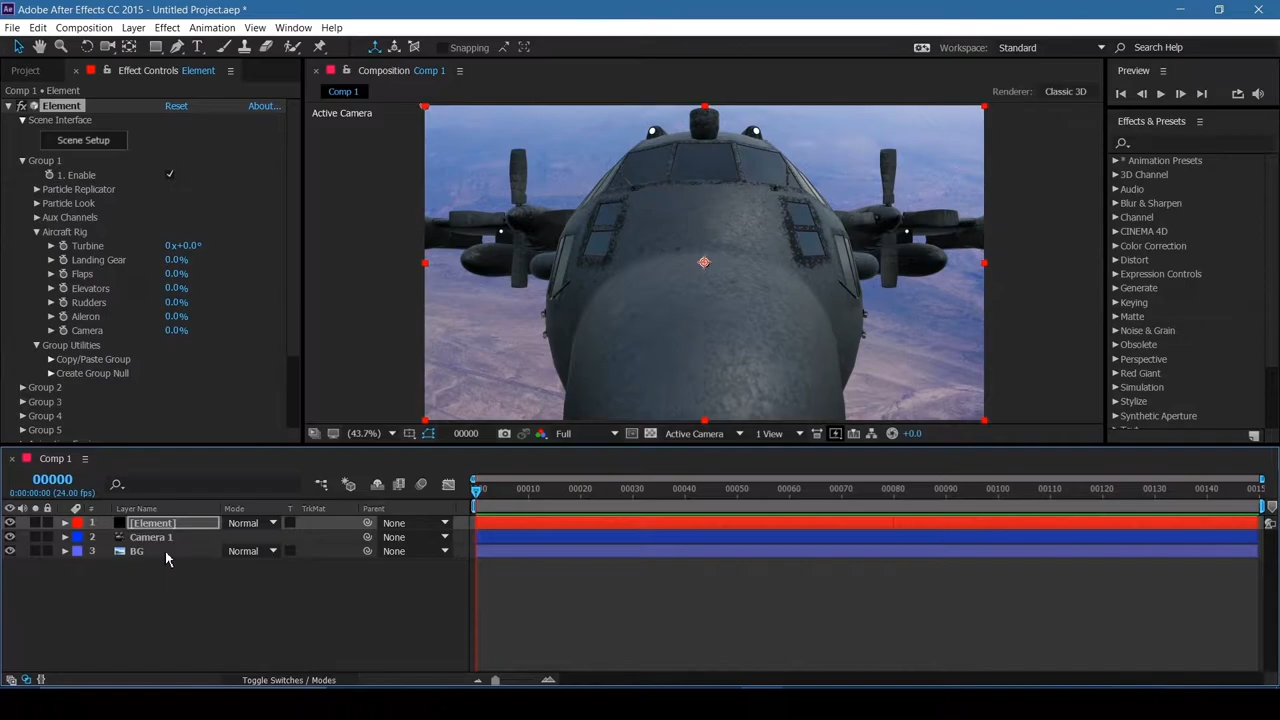 Adobe After Effects CC 2015 - Untitled Project.aep *
File Edit Composition Layer Effect Animation View Window Help
Snapping
Workspace: Standard
Search Help
Project
Effect Controls Element
Comp 1 • Element
fx Element Reset About...
Scene Interface
Scene Setup
Group 1
1. Enable
Particle Replicator
Particle Look
Aux Channels
Aircraft Rig
Turbine 0x+0.0°
Landing Gear 0.0%
Flaps 0.0%
Elevators 0.0%
Rudders 0.0%
Aileron 0.0%
Camera 0.0%
Group Utilities
Copy/Paste Group
Create Group Null
Group 2
Group 3
Group 4
Group 5
Composition Comp 1
Comp 1
Renderer: Classic 3D
Active Camera
(43.7%) 00000 Full Active Camera 1 View +0.0
Preview
Effects & Presets
* Animation Presets
3D Channel
Audio
Blur & Sharpen
Channel
CINEMA 4D
Color Correction
Distort
Expression Controls
Generate
Keying
Matte
Noise & Grain
Obsolete
Perspective
Red Giant
Simulation
Stylize
Synthetic Aperture
Comp 1
00000
0:00:00:00 (24.00 fps)
00010 00020 00030 00040 00050 00060 00070 00080 00090 00100 00110 00120 00130 00140 0015
# Layer Name Mode T TrkMat Parent
1 [Element] Normal None
2 Camera 1 None
3 BG Normal None
Toggle Switches / Modes